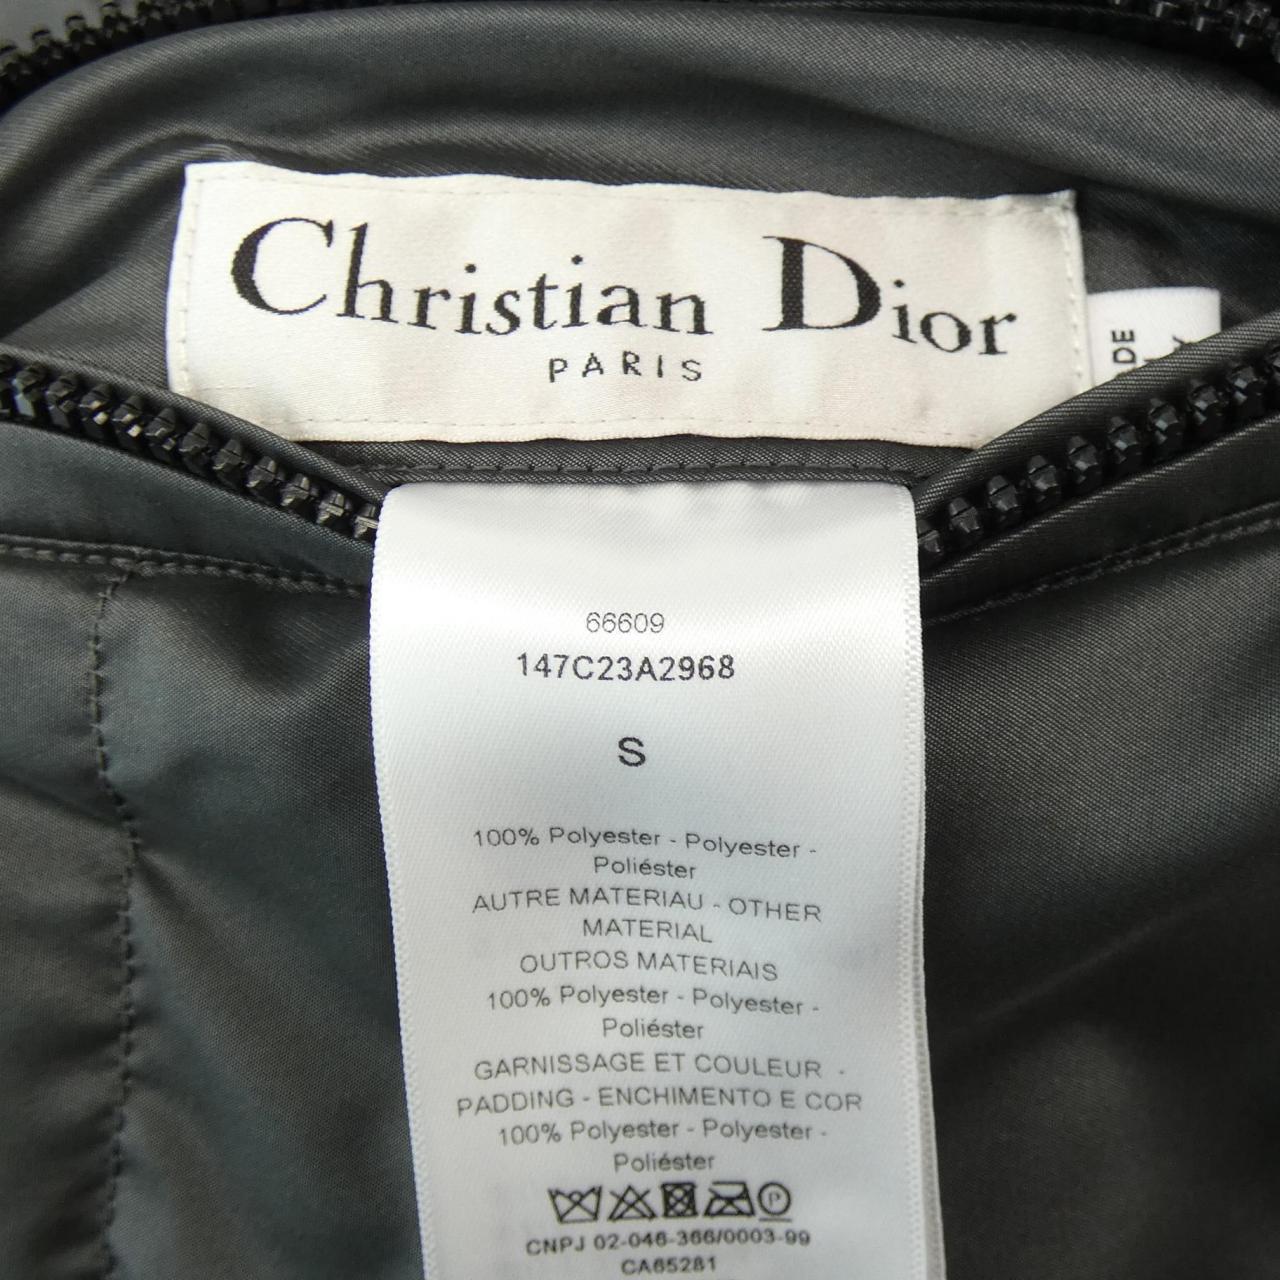 Christian Dior
PARIS
DE
66609
147C23A2968
S
100% Polyester - Polyester -
Poliéster
AUTRE MATERIAU - OTHER
MATERIAL
OUTROS MATERIAIS
100% Polyester - Polyester -
Poliéster
GARNISSAGE ET COULEUR -
PADDING - ENCHIMENTO E COR
100% Polyester - Polyester -
Poliéster
P
CNPJ 02-046-366/0003-99
CA65281